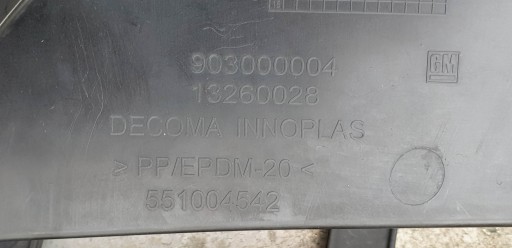 903000004
GM
13260028
DECOMA INNOPLAS
> PP/EPDM-20 <
551004542